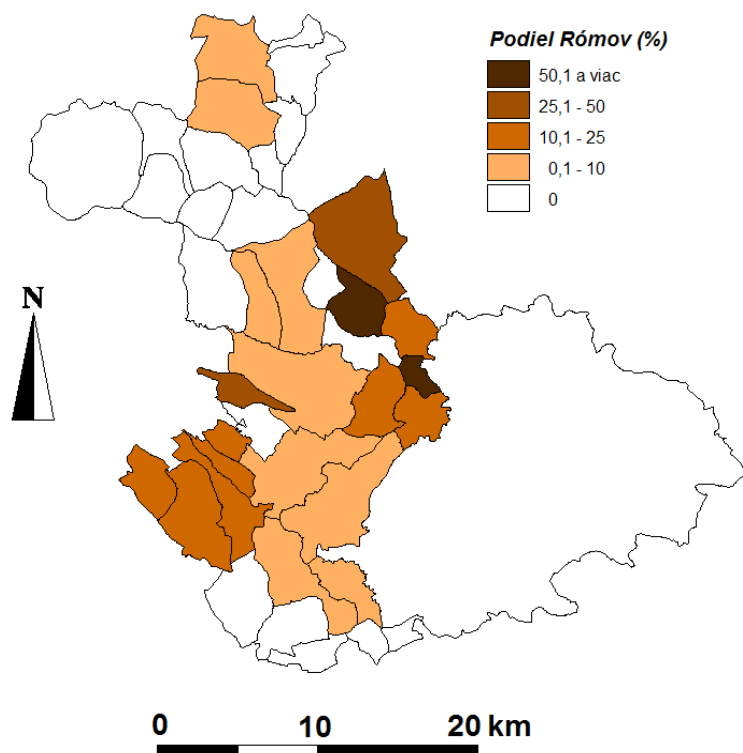 Podiel Rómov (%)
50,1 a viac
25,1 - 50
10,1 - 25
0,1 - 10
0
N
0 10 20 km